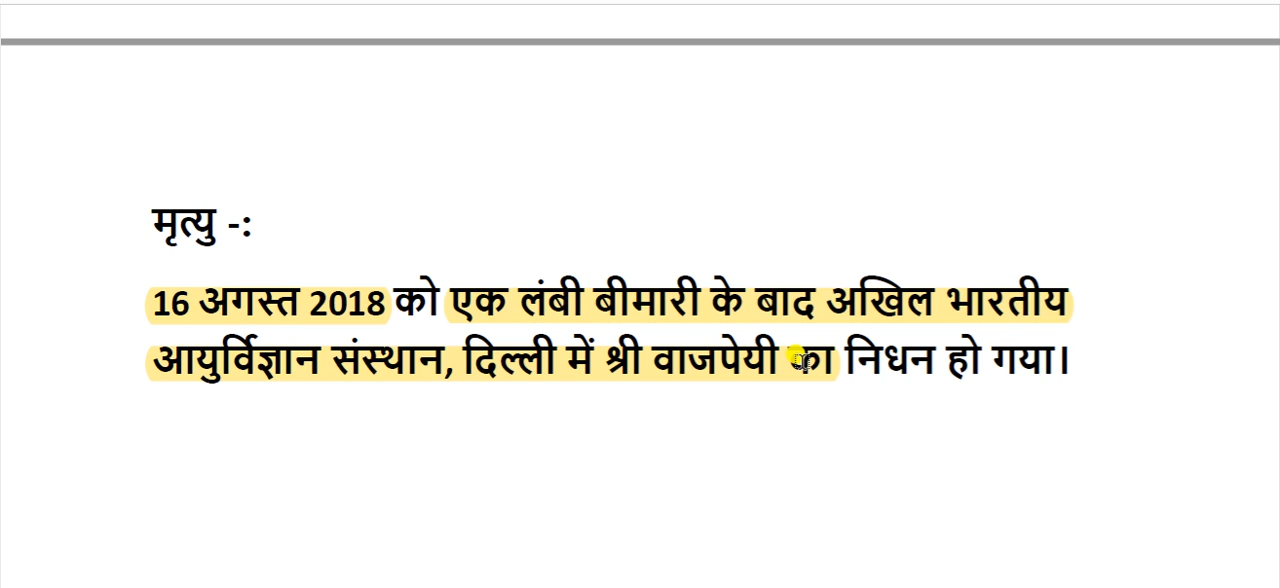 मृत्यु -:
16 अगस्त 2018 को एक लंबी बीमारी के बाद अखिल भारतीय
आयुर्विज्ञान संस्थान, दिल्ली में श्री वाजपेयी का निधन हो गया।